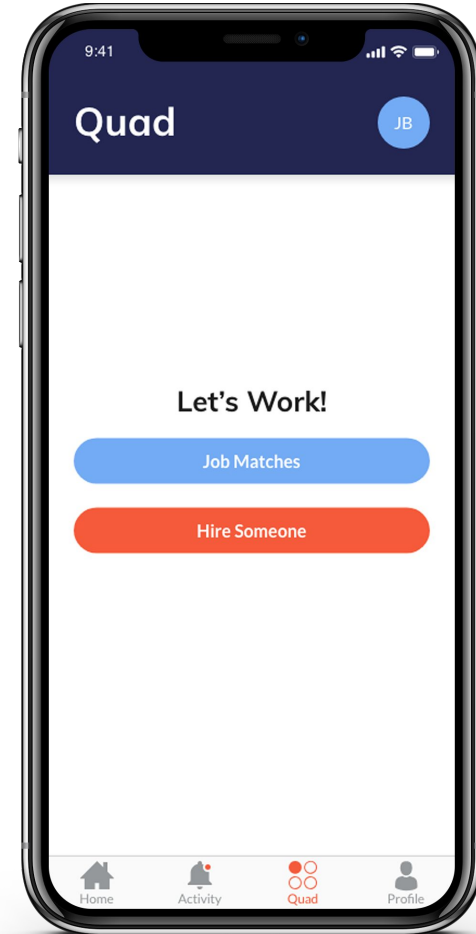 9:41
Quad
JB
Let's Work!
Job Matches
Hire Someone
Home
Activity
Quad
Profile